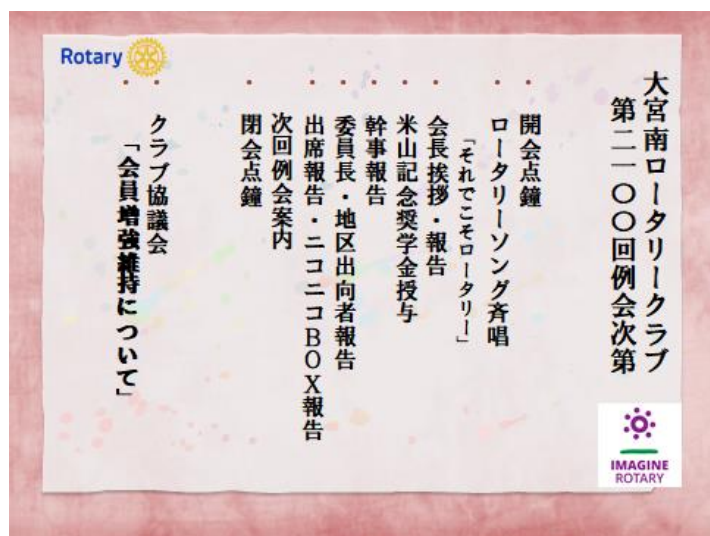 大宮南ロータリークラブ
第二一〇〇回例会次第
・開会点鐘
・ロータリーソング斉唱
「それでこそロータリー」
・会長挨拶・報告
・米山記念奨学金授与
・幹事報告
・委員長・地区出向者報告
・出席報告・ニコニコBOX報告
次回例会案内
・閉会点鐘
・クラブ協議会
・「会員増強維持について」
Rotary
IMAGINE
ROTARY